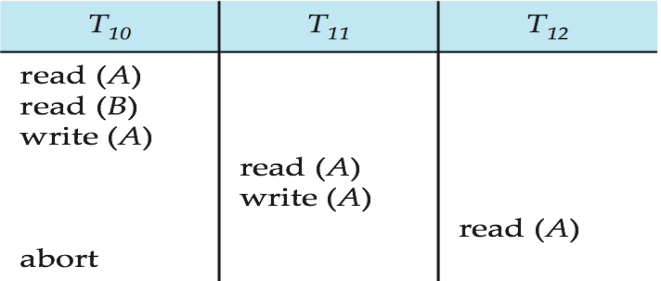 T10 T11 T12
read (A)
read (B)
write (A)
read (A)
write (A)
read (A)
abort